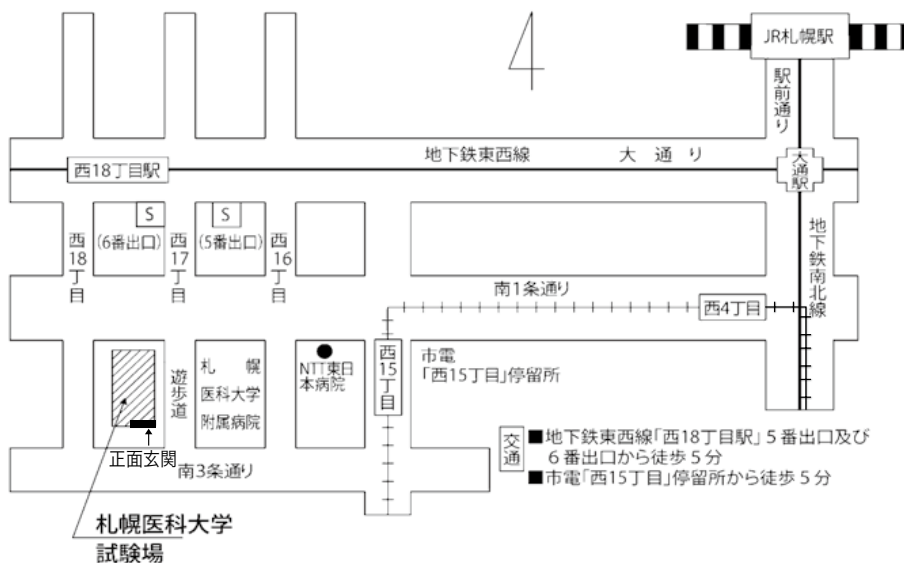 JR札幌駅
駅前通り
地下鉄東西線 大通り
西18丁目駅
大通駅
S
S
(6番出口)
(5番出口)
西18丁目
西17丁目
西16丁目
地下鉄南北線
南1条通り
西4丁目
札幌
医科大学
附属病院
遊歩道
NTT東日
本病院
西15丁目
市電
「西15丁目」停留所
正面玄関
南3条通り
交通
■地下鉄東西線「西18丁目駅」5番出口及び
6番出口から徒歩5分
■市電「西15丁目」停留所から徒歩5分
札幌医科大学
試験場